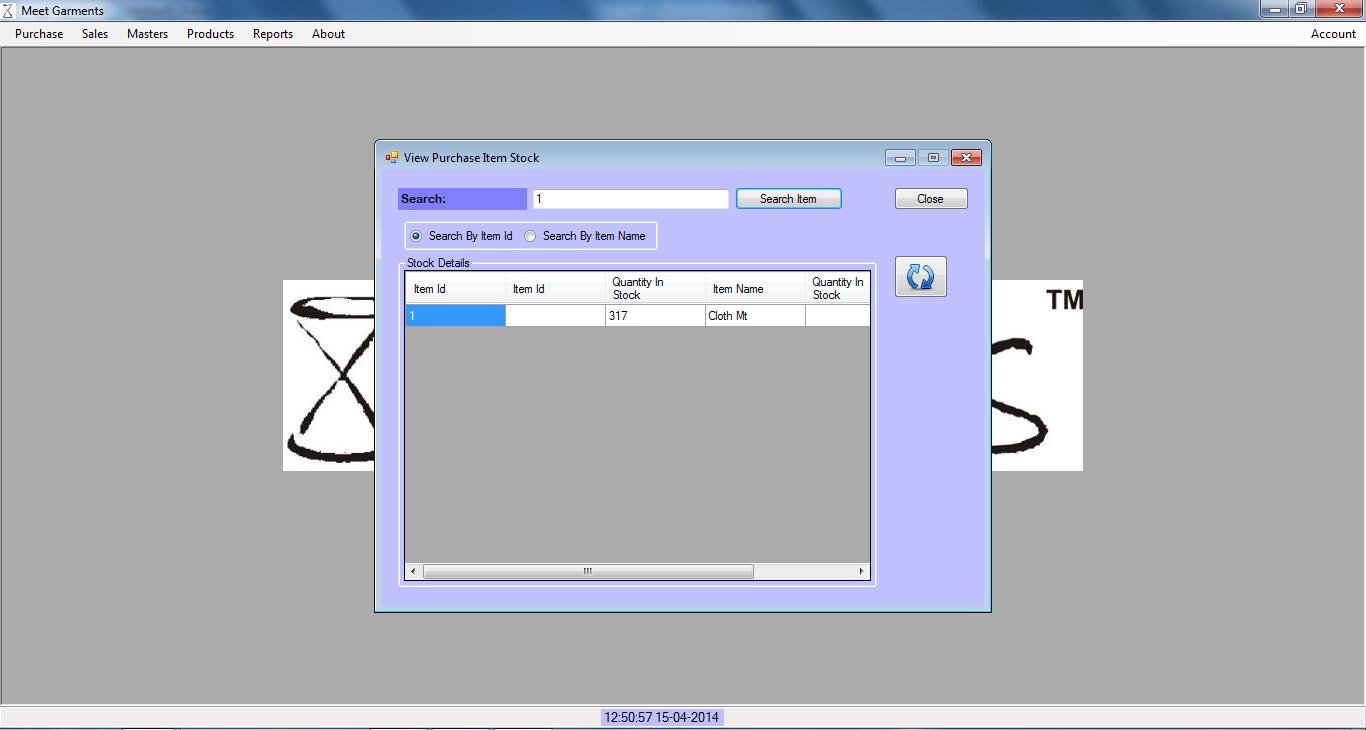 Meet Garments
Purchase Sales Masters Products Reports About Account
View Purchase Item Stock
Search: 1 Search Item Close
Search By Item Id Search By Item Name
Stock Details
Item Id Item Id Quantity In Stock Item Name Quantity In Stock
1 317 Cloth Mt
TM
S
12:50:57 15-04-2014